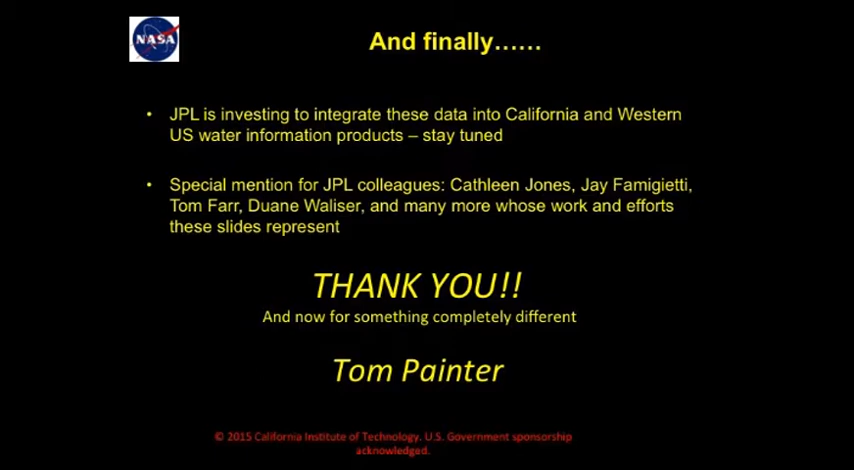 NASA
And finally……
• JPL is investing to integrate these data into California and Western
US water information products – stay tuned
• Special mention for JPL colleagues: Cathleen Jones, Jay Famigietti,
Tom Farr, Duane Waliser, and many more whose work and efforts
these slides represent
THANK YOU!!
And now for something completely different
Tom Painter
© 2015 California Institute of Technology. U.S. Government sponsorship
acknowledged.